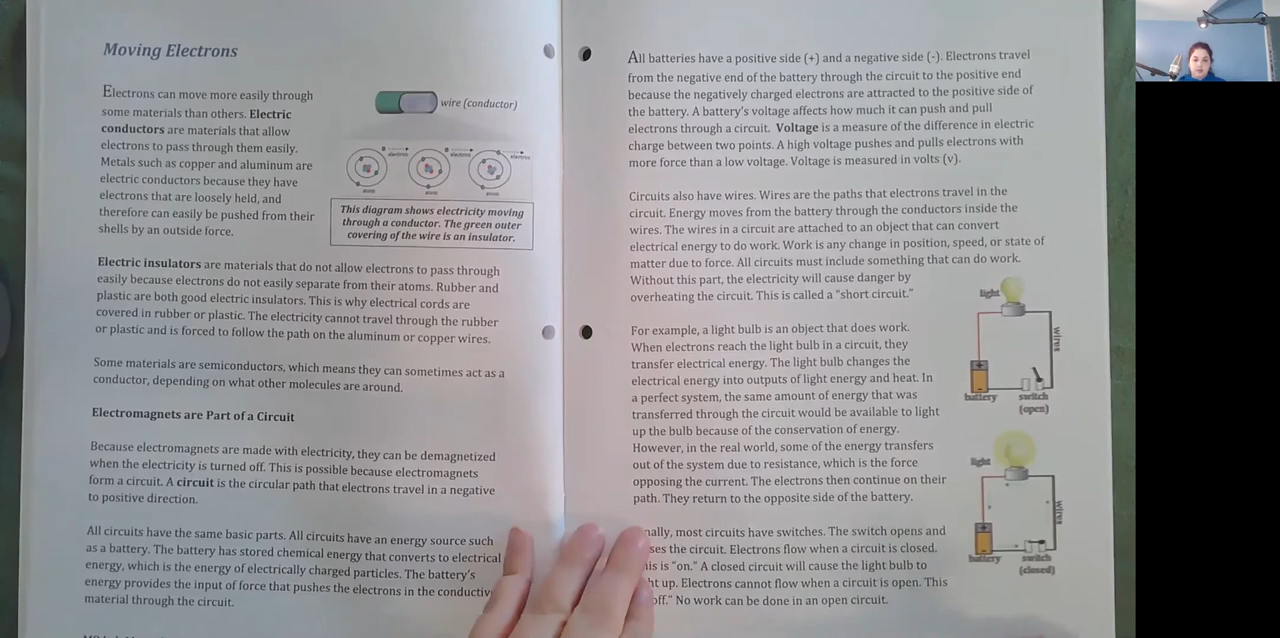 Moving Electrons
Electrons can move more easily through
some materials than others. Electric
conductors are materials that allow
electrons to pass through them easily.
Metals such as copper and aluminum are
electric conductors because they have
electrons that are loosely held, and
therefore can easily be pushed from their
shells by an outside force.
wire (conductor)
electron
electron
electron
atom
atom
atom
This diagram shows electricity moving
through a conductor. The green outer
covering of the wire is an insulator.
Electric insulators are materials that do not allow electrons to pass through
easily because electrons do not easily separate from their atoms. Rubber and
plastic are both good electric insulators. This is why electrical cords are
covered in rubber or plastic. The electricity cannot travel through the rubber
or plastic and is forced to follow the path on the aluminum or copper wires.
Some materials are semiconductors, which means they can sometimes act as a
conductor, depending on what other molecules are around.
Electromagnets are Part of a Circuit
Because electromagnets are made with electricity, they can be demagnetized
when the electricity is turned off. This is possible because electromagnets
form a circuit. A circuit is the circular path that electrons travel in a negative
to positive direction.
All circuits have the same basic parts. All circuits have an energy source such
as a battery. The battery has stored chemical energy that converts to electrical
energy, which is the energy of electrically charged particles. The battery's
energy provides the input of force that pushes the electrons in the conductiv
material through the circuit.
All batteries have a positive side (+) and a negative side (-). Electrons travel
from the negative end of the battery through the circuit to the positive end
because the negatively charged electrons are attracted to the positive side of
the battery. A battery's voltage affects how much it can push and pull
electrons through a circuit. Voltage is a measure of the difference in electric
charge between two points. A high voltage pushes and pulls electrons with
more force than a low voltage. Voltage is measured in volts (v).
Circuits also have wires. Wires are the paths that electrons travel in the
circuit. Energy moves from the battery through the conductors inside the
wires. The wires in a circuit are attached to an object that can convert
electrical energy to do work. Work is any change in position, speed, or state of
matter due to force. All circuits must include something that can do work.
Without this part, the electricity will cause danger by
overheating the circuit. This is called a "short circuit."
For example, a light bulb is an object that does work.
When electrons reach the light bulb in a circuit, they
transfer electrical energy. The light bulb changes the
electrical energy into outputs of light energy and heat. In
a perfect system, the same amount of energy that was
transferred through the circuit would be available to light
up the bulb because of the conservation of energy.
However, in the real world, some of the energy transfers
out of the system due to resistance, which is the force
opposing the current. The electrons then continue on their
path. They return to the opposite side of the battery.
nally, most circuits have switches. The switch opens and
ses the circuit. Electrons flow when a circuit is closed.
is is "on." A closed circuit will cause the light bulb to
ht up. Electrons cannot flow when a circuit is open. This
off." No work can be done in an open circuit.
light
wires
battery
switch
(open)
light
wires
battery
switch
(closed)